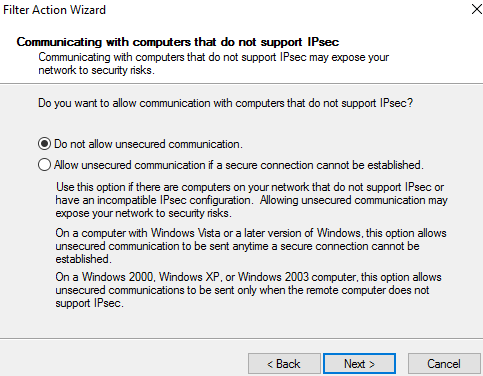 Filter Action Wizard
Communicating with computers that do not support IPsec
Communicating with computers that do not support IPsec may expose your
network to security risks.
Do you want to allow communication with computers that do not support IPsec?
Do not allow unsecured communication.
Allow unsecured communication if a secure connection cannot be established.
Use this option if there are computers on your network that do not support IPsec or
have an incompatible IPsec configuration.  Allowing unsecured communication may
expose your network to security risks.
On a computer with Windows Vista or a later version of Windows, this option allows
unsecured communication to be sent anytime a secure connection cannot be
established.
On a Windows 2000, Windows XP, or Windows 2003 computer, this option allows
unsecured communications to be sent only when the remote computer does not
support IPsec.
< Back
Next >
Cancel